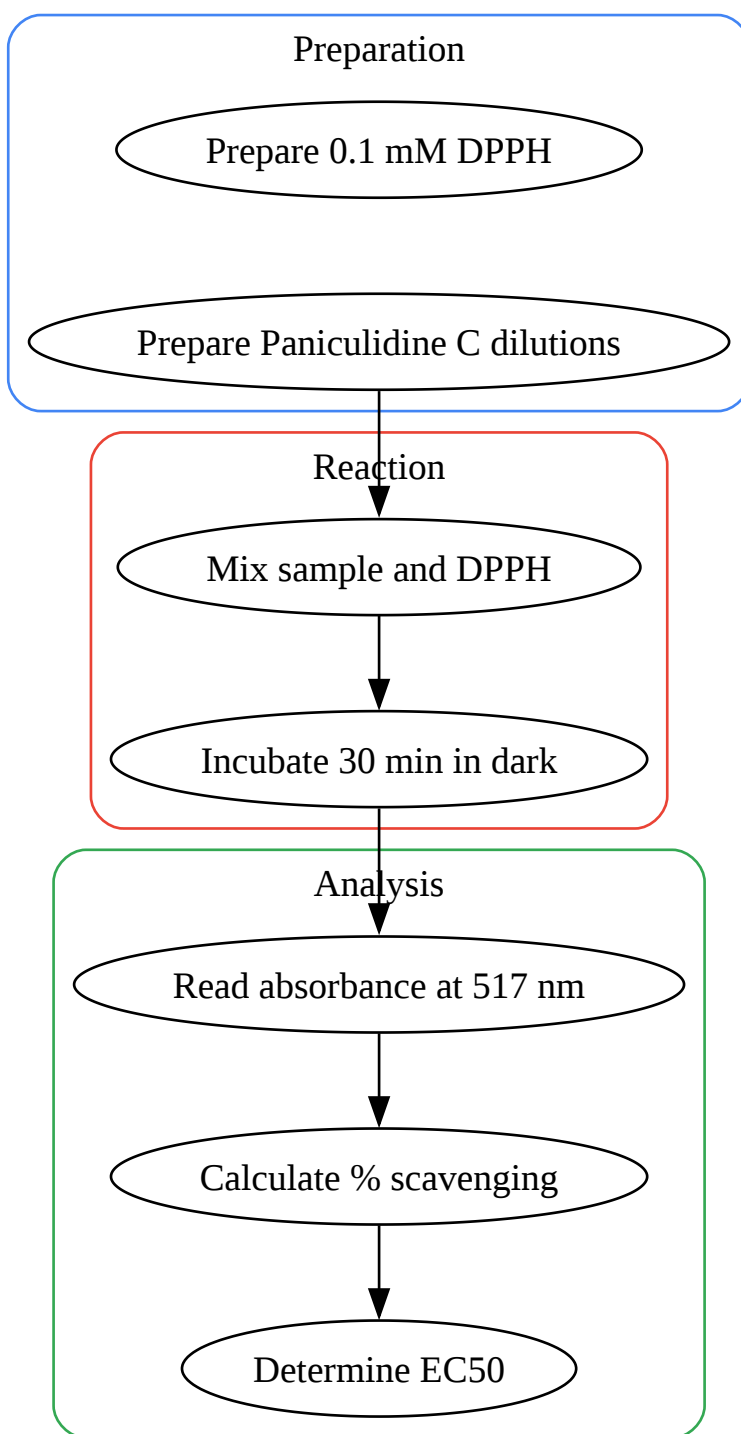 Preparation
Prepare 0.1 mM DPPH
Prepare Paniculidine C dilutions
Reaction
Mix sample and DPPH
Incubate 30 min in dark
Analysis
Read absorbance at 517 nm
Calculate % scavenging
Determine EC50